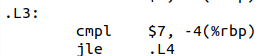 .L3:
cmpl $7, -4(%rbp)
jle .L4